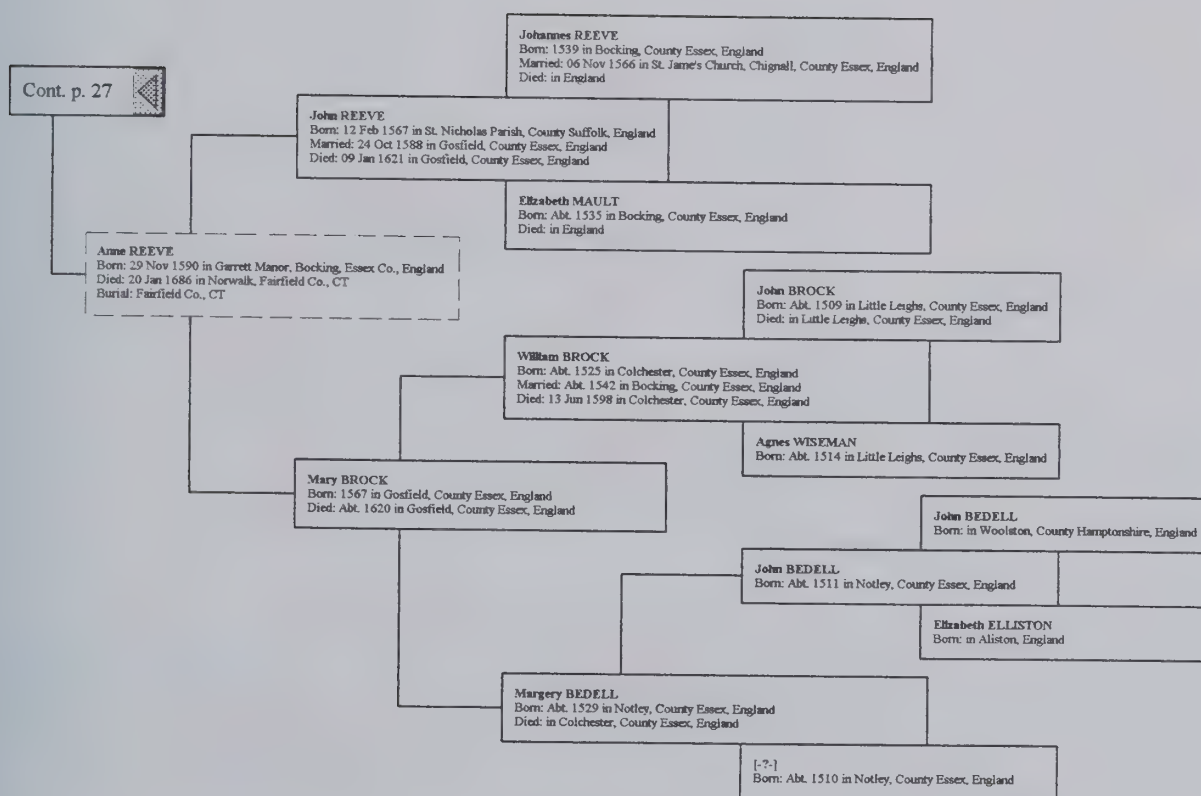 Cont. p. 27
Johannes REEVE
Born: 1539 in Bocking, County Essex, England
Married: 06 Nov 1566 in St. Jame's Church, Chignall, County Essex, England
Died: in England
John REEVE
Born: 12 Feb 1567 in St. Nicholas Parish, County Suffolk, England
Married: 24 Oct 1588 in Gosfield, County Essex, England
Died: 09 Jan 1621 in Gosfield, County Essex, England
Elizabeth MAULT
Born: Abt. 1535 in Bocking, County Essex, England
Died: in England
Anne REEVE
Born: 29 Nov 1590 in Garrett Manor, Bocking, Essex Co., England
Died: 20 Jan 1686 in Norwalk, Fairfield Co., CT
Burial: Fairfield Co., CT
John BROCK
Born: Abt. 1509 in Little Leighs, County Essex, England
Died: in Little Leighs, County Essex, England
William BROCK
Born: Abt. 1525 in Colchester, County Essex, England
Married: Abt. 1542 in Bocking, County Essex, England
Died: 13 Jun 1598 in Colchester, County Essex, England
Agnes WISEMAN
Born: Abt. 1514 in Little Leighs, County Essex, England
Mary BROCK
Born: 1567 in Gosfield, County Essex, England
Died: Abt. 1620 in Gosfield, County Essex, England
John BEDELL
Born: in Woolston, County Hamptonshire, England
John BEDELL
Born: Abt. 1511 in Notley, County Essex, England
Elizabeth ELLISTON
Born: in Aliston, England
Margery BEDELL
Born: Abt. 1529 in Notley, County Essex, England
Died: in Colchester, County Essex, England
[-?-]
Born: Abt. 1510 in Notley, County Essex, England